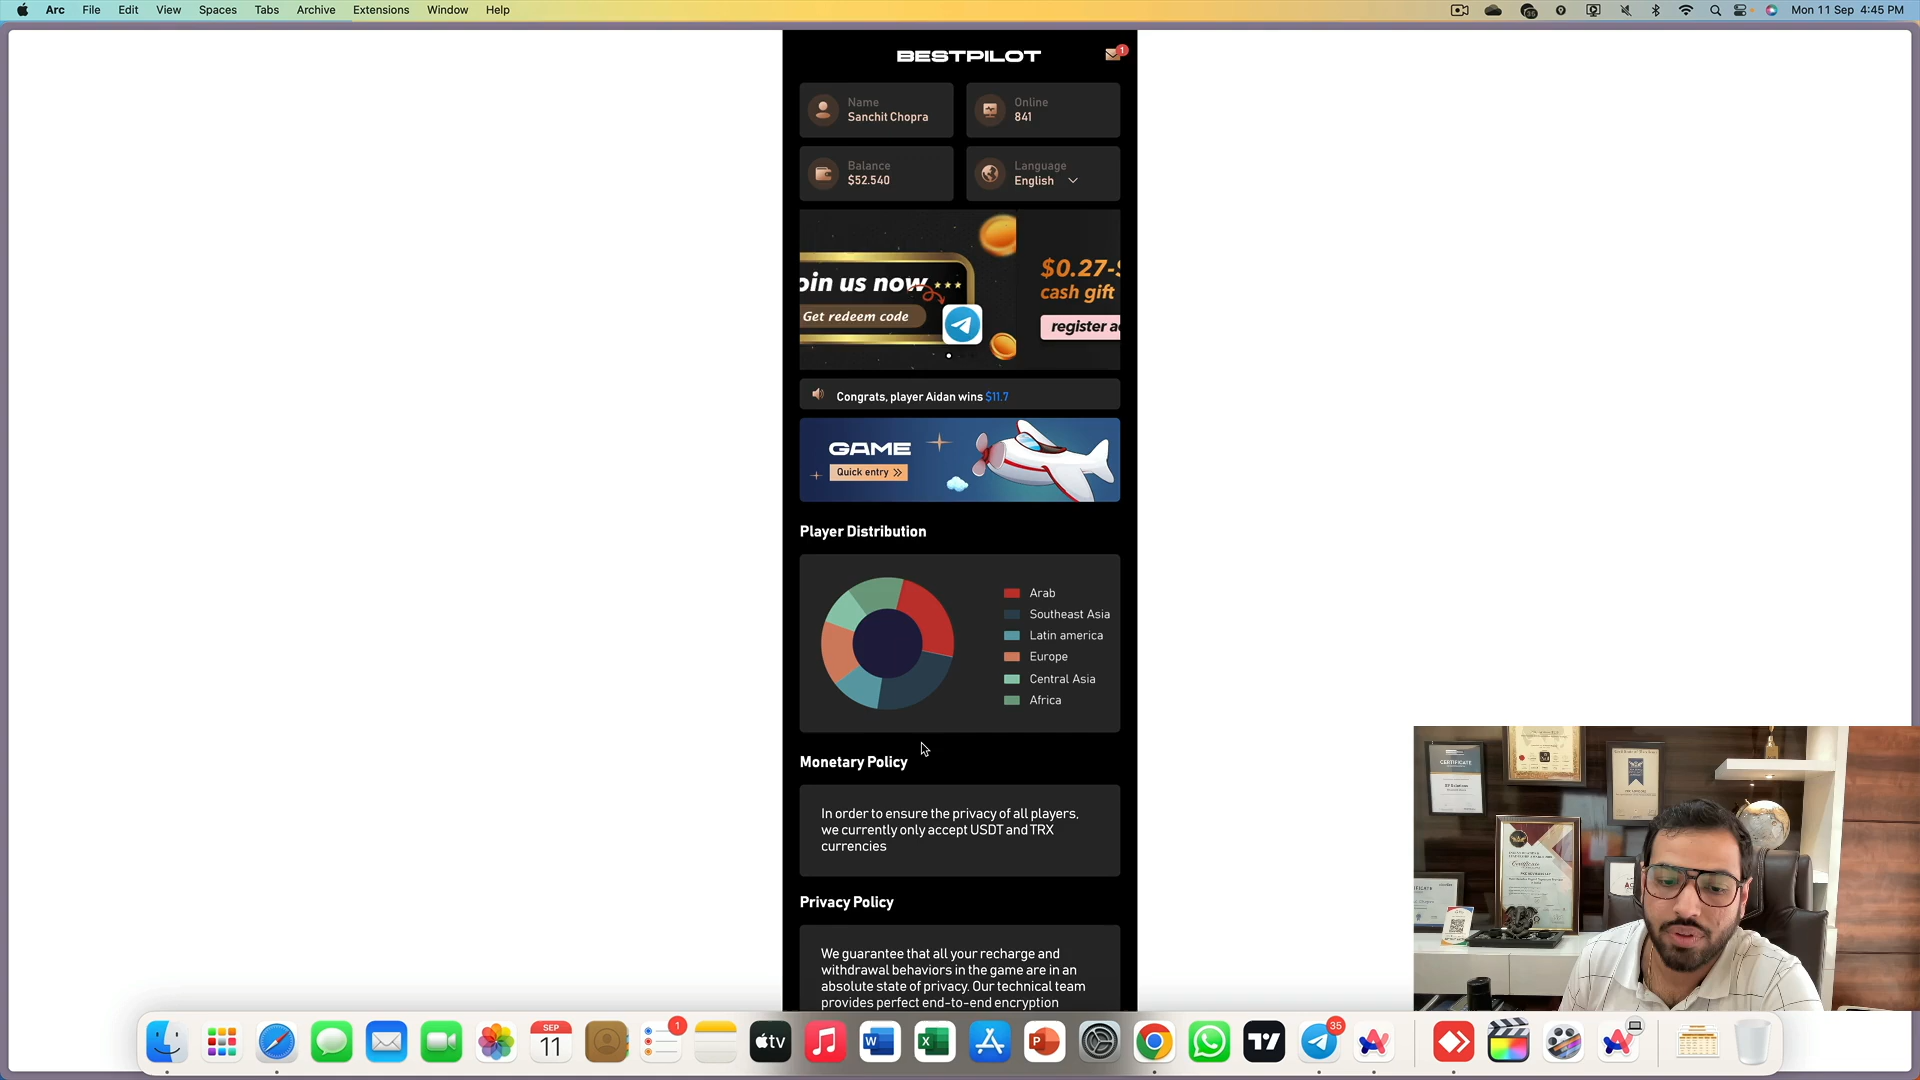 Arc File Edit View Spaces Tabs Archive Extensions Window Help
Mon 11 Sep 4:45 PM
BESTPILOT
1
Name
Sanchit Chopra
Online
841
Balance
$52.540
Language
English
oin us now
Get redeem code
$0.27-
cash gift
register a
Congrats, player Aidan wins $11.7
GAME
Quick entry
Player Distribution
Arab
Southeast Asia
Latin america
Europe
Central Asia
Africa
Monetary Policy
In order to ensure the privacy of all players,
we currently only accept USDT and TRX
currencies
Privacy Policy
We guarantee that all your recharge and
withdrawal behaviors in the game are in an
absolute state of privacy. Our technical team
provides perfect end-to-end encryption
CERTIFICATE
SEP
11
1
tv
W
X
P
35